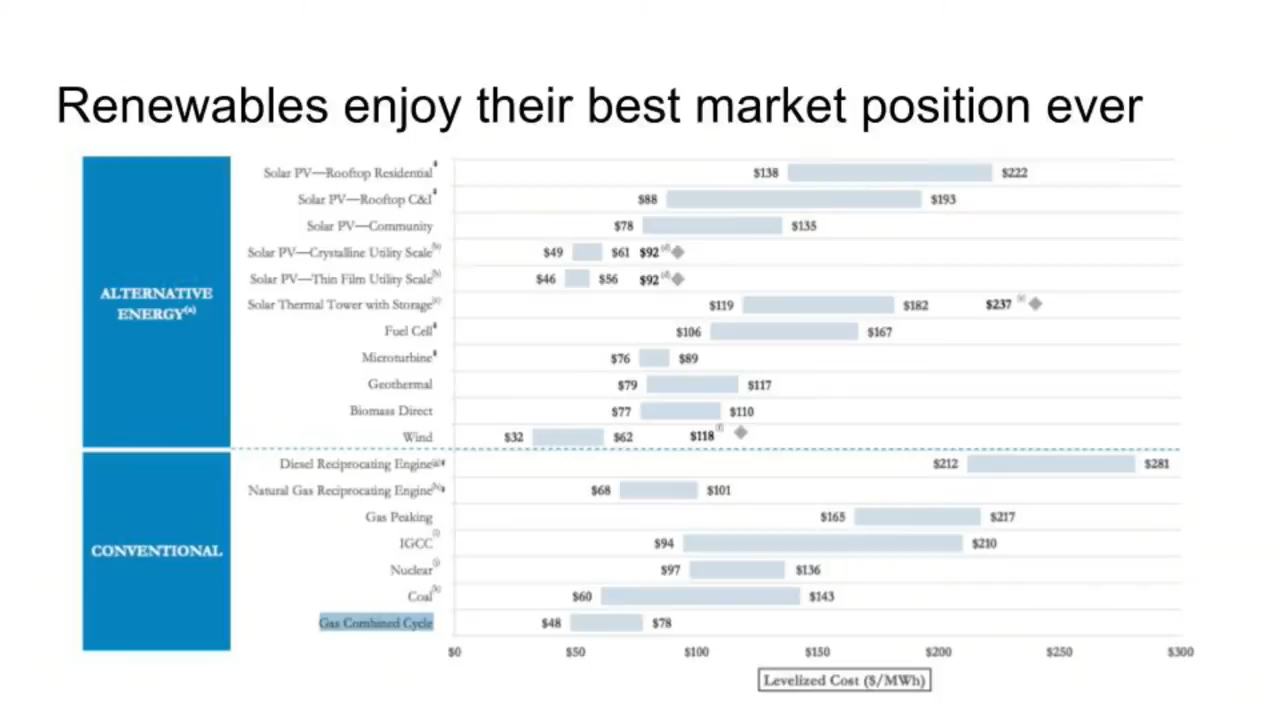 Renewables enjoy their best market position ever
ALTERNATIVE
ENERGY(a)
Solar PV—Rooftop Residential‡ $138 $222
Solar PV—Rooftop C&I‡ $88 $193
Solar PV—Community $78 $135
Solar PV—Crystalline Utility Scale(b) $49 $61 $92(d)
Solar PV—Thin Film Utility Scale(b) $46 $56 $92(d)
Solar Thermal Tower with Storage(c) $119 $182 $237
Fuel Cell‡ $106 $167
Microturbine‡ $76 $89
Geothermal $79 $117
Biomass Direct $77 $110
Wind $32 $62 $118(f)
CONVENTIONAL
Diesel Reciprocating Engine $212 $281
Natural Gas Reciprocating Engine $68 $101
Gas Peaking $165 $217
IGCC $94 $210
Nuclear $97 $136
Coal $60 $143
Gas Combined Cycle $48 $78
$0 $50 $100 $150 $200 $250 $300
Levelized Cost ($/MWh)